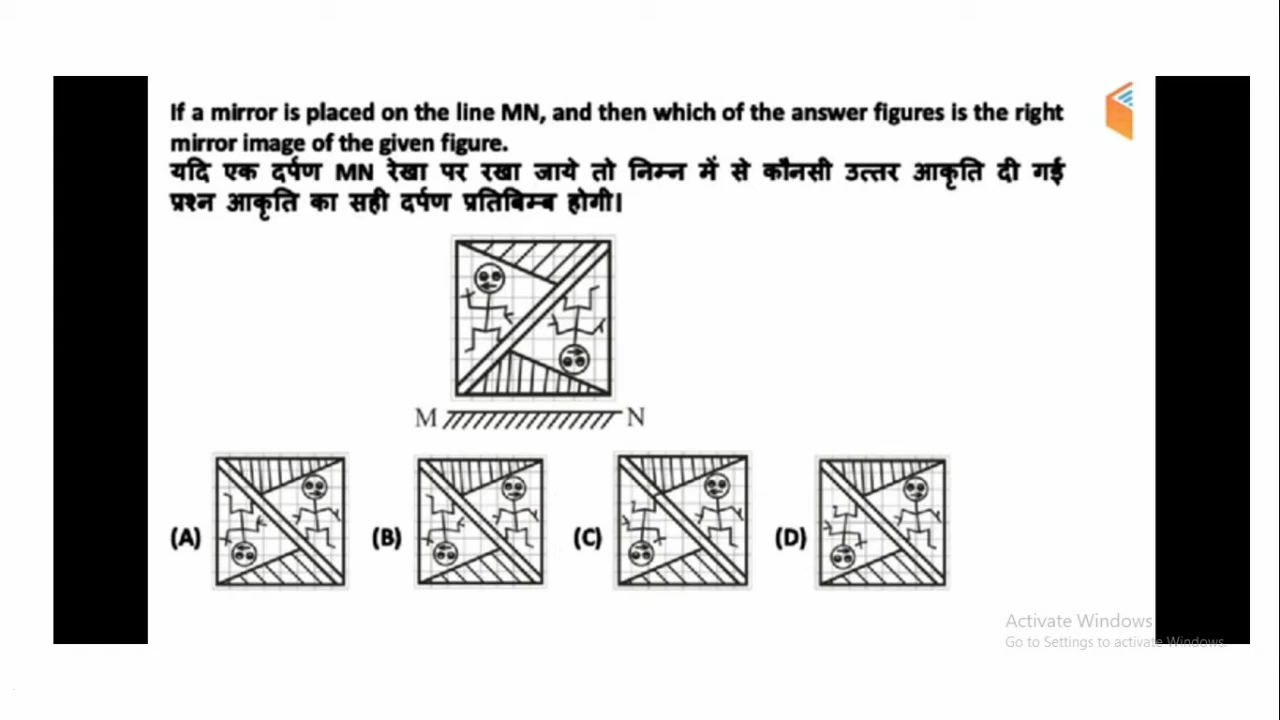 If a mirror is placed on the line MN, and then which of the answer figures is the right
mirror image of the given figure.
यदि एक दर्पण MN रेखा पर रखा जाये तो निम्न में से कौनसी उत्तर आकृति दी गई
प्रश्न आकृति का सही दर्पण प्रतिबिम्ब होगी।
M N
(A) (B) (C) (D)
Activate Windows
Go to Settings to activate Windows.